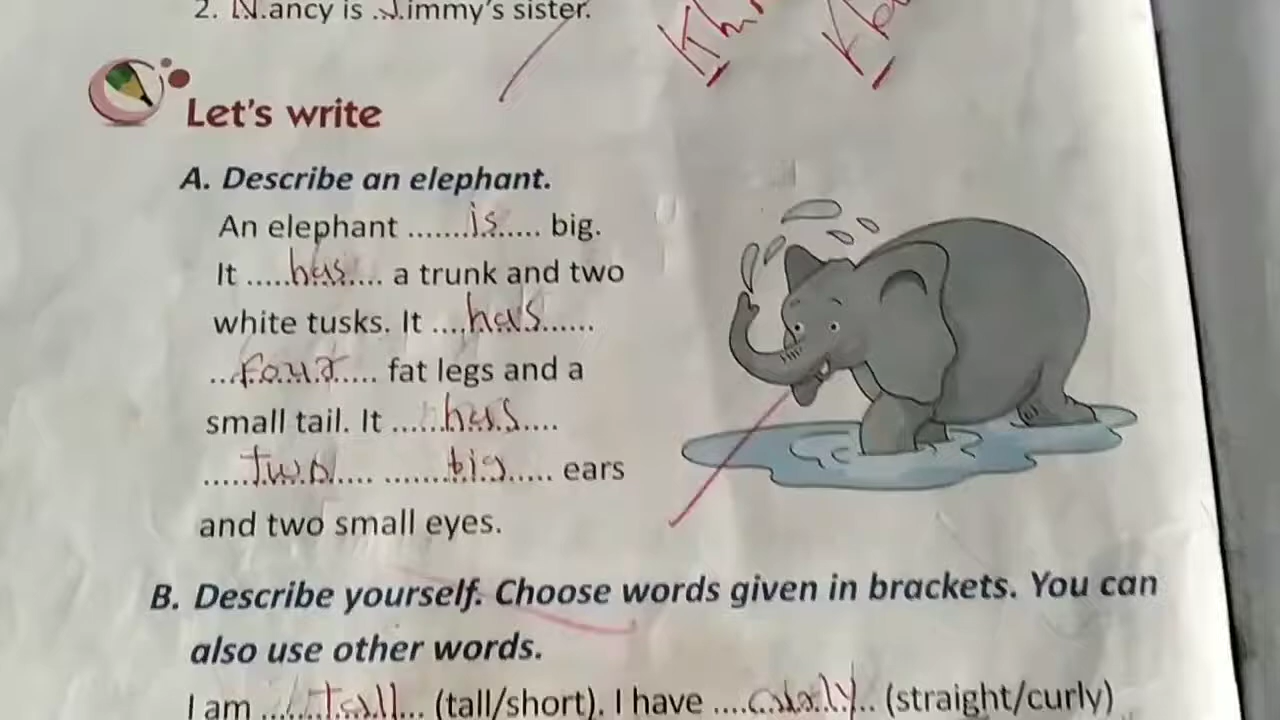 2. N.ancy is .J.immy's sister.
Let's write
A. Describe an elephant.
An elephant ........is..... big.
It .....has.... a trunk and two
white tusks. It ....has......
...four.... fat legs and a
small tail. It ......has....
.....two.... ........big..... ears
and two small eyes.
B. Describe yourself. Choose words given in brackets. You can
also use other words.
I am ......Tall... (tall/short). I have ....curly.. (straight/curly)